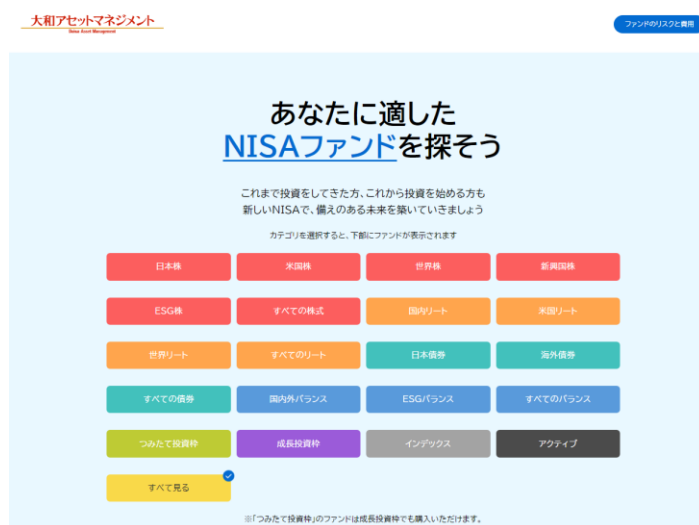 大和アセットマネジメント
Daiwa Asset Management
ファンドのリスクと費用
あなたに適した
NISAファンドを探そう
これまで投資をしてきた方、これから投資を始める方も
新しいNISAで、備えのある未来を築いていきましょう
カテゴリを選択すると、下部にファンドが表示されます
日本株 米国株 世界株 新興国株
ESG株 すべての株式 国内リート 米国リート
世界リート すべてのリート 日本債券 海外債券
すべての債券 国内外バランス ESGバランス すべてのバランス
つみたて投資枠 成長投資枠 インデックス アクティブ
すべて見る
※「つみたて投資枠」のファンドは成長投資枠でも購入いただけます。